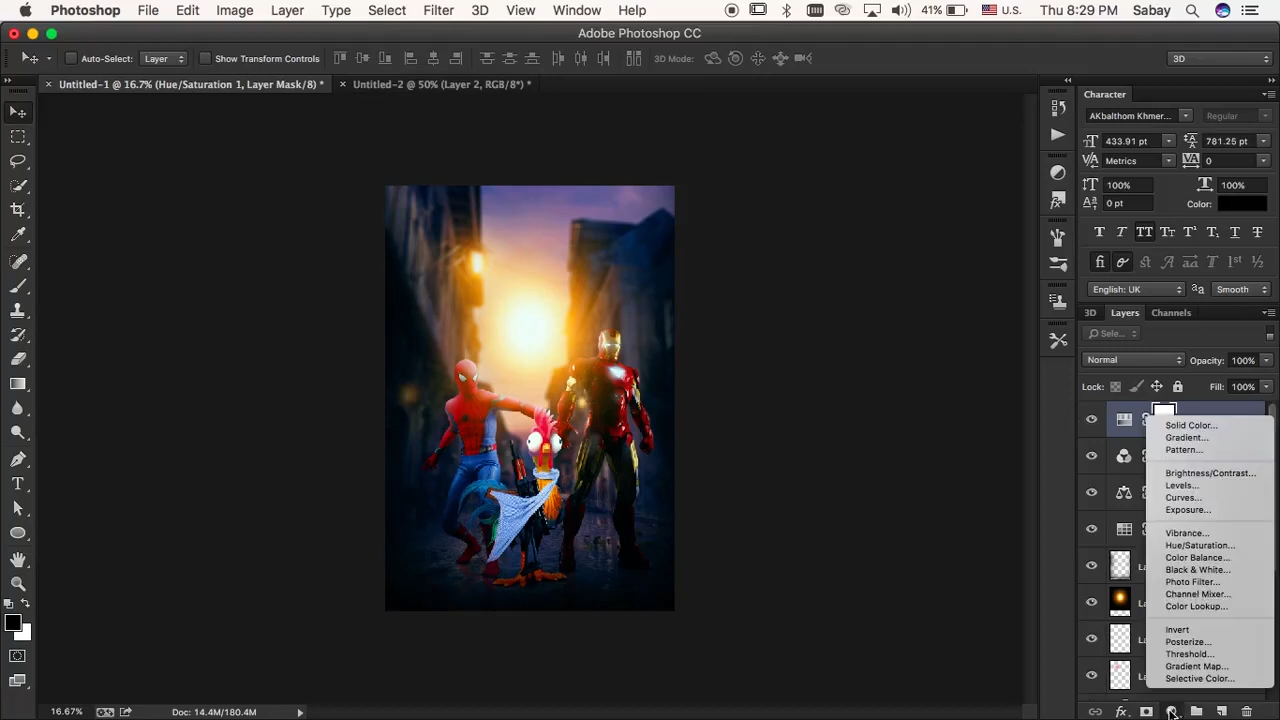 Photoshop File Edit Image Layer Type Select Filter 3D View Window Help 41% U.S. Thu 8:29 PM Sabay
Adobe Photoshop CC
Auto-Select: Layer Show Transform Controls 3D Mode: 3D
Untitled-1 @ 16.7% (Hue/Saturation 1, Layer Mask/8) * Untitled-2 @ 50% (Layer 2, RGB/8*) *
Character
AKbalthom Khmer... Regular
433.91 pt 781.25 pt
Metrics 0
100% 100%
0 pt Color:
English: UK Smooth
3D Layers Channels
Sele...
Normal Opacity: 100%
Lock: Fill: 100%
Solid Color...
Gradient...
Pattern...
Brightness/Contrast...
Levels...
Curves...
Exposure...
Vibrance...
Hue/Saturation...
Color Balance...
Black & White...
Photo Filter...
Channel Mixer...
Color Lookup...
Invert
Posterize...
Threshold...
Gradient Map...
Selective Color...
16.67% Doc: 14.4M/180.4M